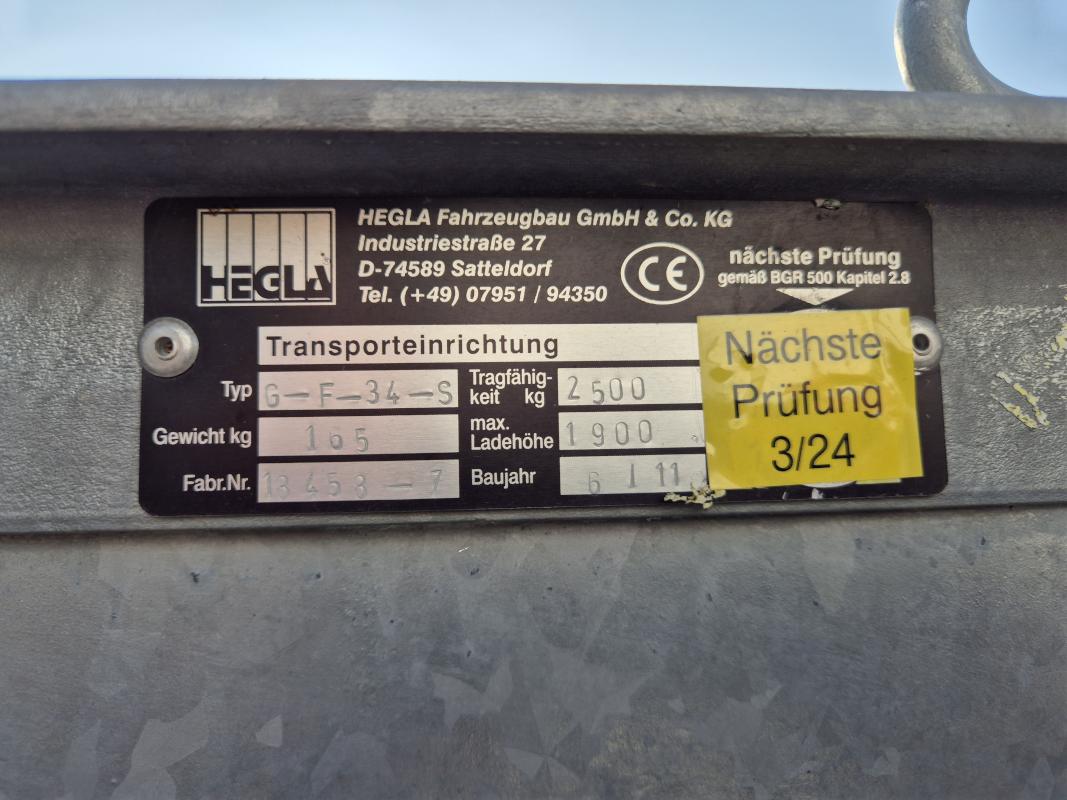 HEGLA
HEGLA Fahrzeugbau GmbH & Co. KG
Industriestraße 27
D-74589 Satteldorf
Tel. (+49) 07951 / 94350
CE
nächste Prüfung
gemäß BGR 500 Kapitel 2.8
Transporteinrichtung
Typ G-F-34-S
Tragfähig-
keit kg 2500
Gewicht kg 165
max.
Ladehöhe 1900
Fabr.Nr. 13453-7
Baujahr 6 / 11
Nächste
Prüfung
3/24